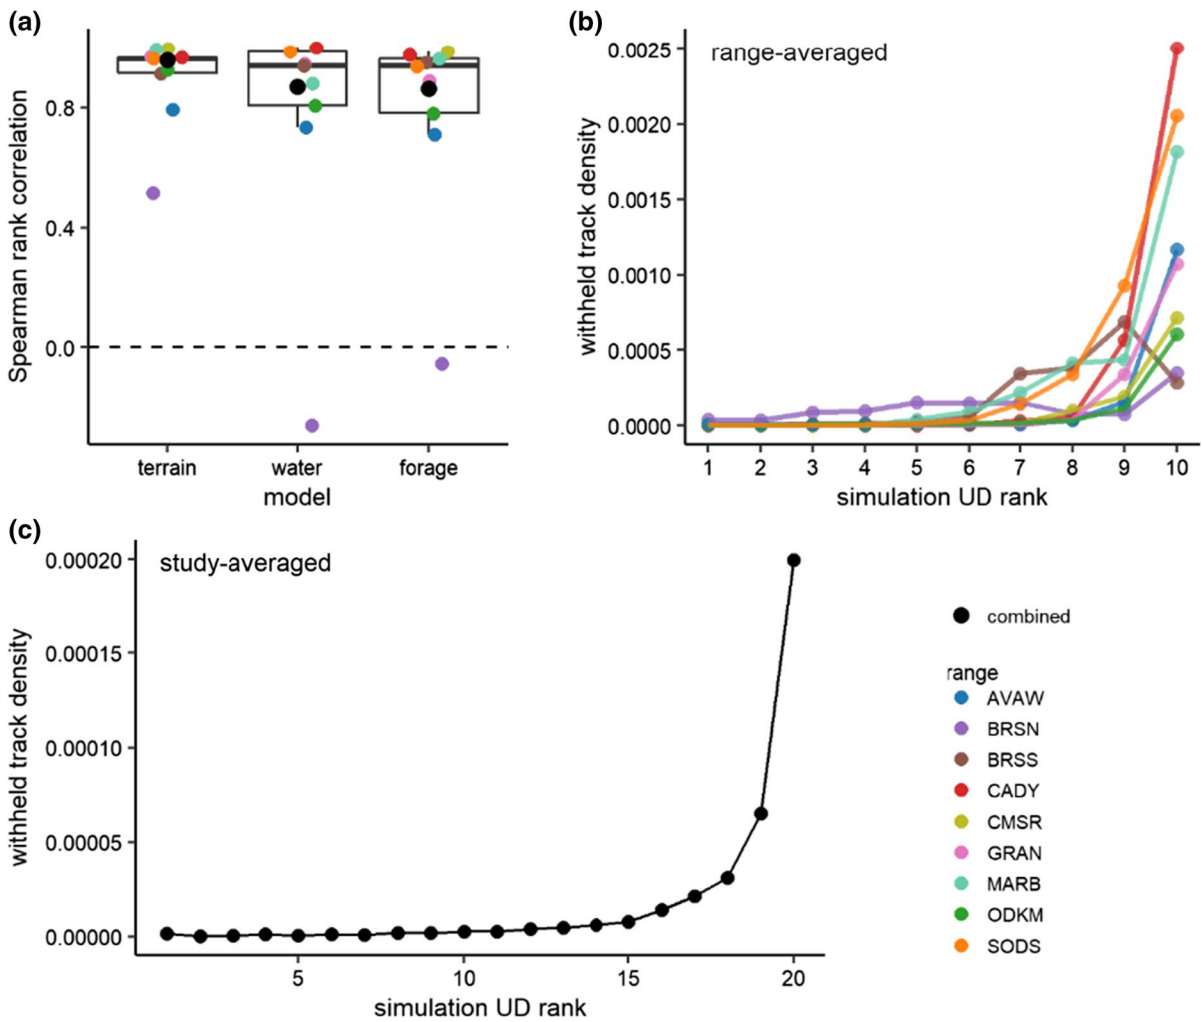 (a)
Spearman rank correlation
0.8
0.4
0.0
terrain water forage
model
(b)
range-averaged
withheld track density
0.0025
0.0020
0.0015
0.0010
0.0005
0.0000
1 2 3 4 5 6 7 8 9 10
simulation UD rank
(c)
study-averaged
withheld track density
0.00020
0.00015
0.00010
0.00005
0.00000
5 10 15 20
simulation UD rank
combined
range
AVAW
BRSN
BRSS
CADY
CMSR
GRAN
MARB
ODKM
SODS